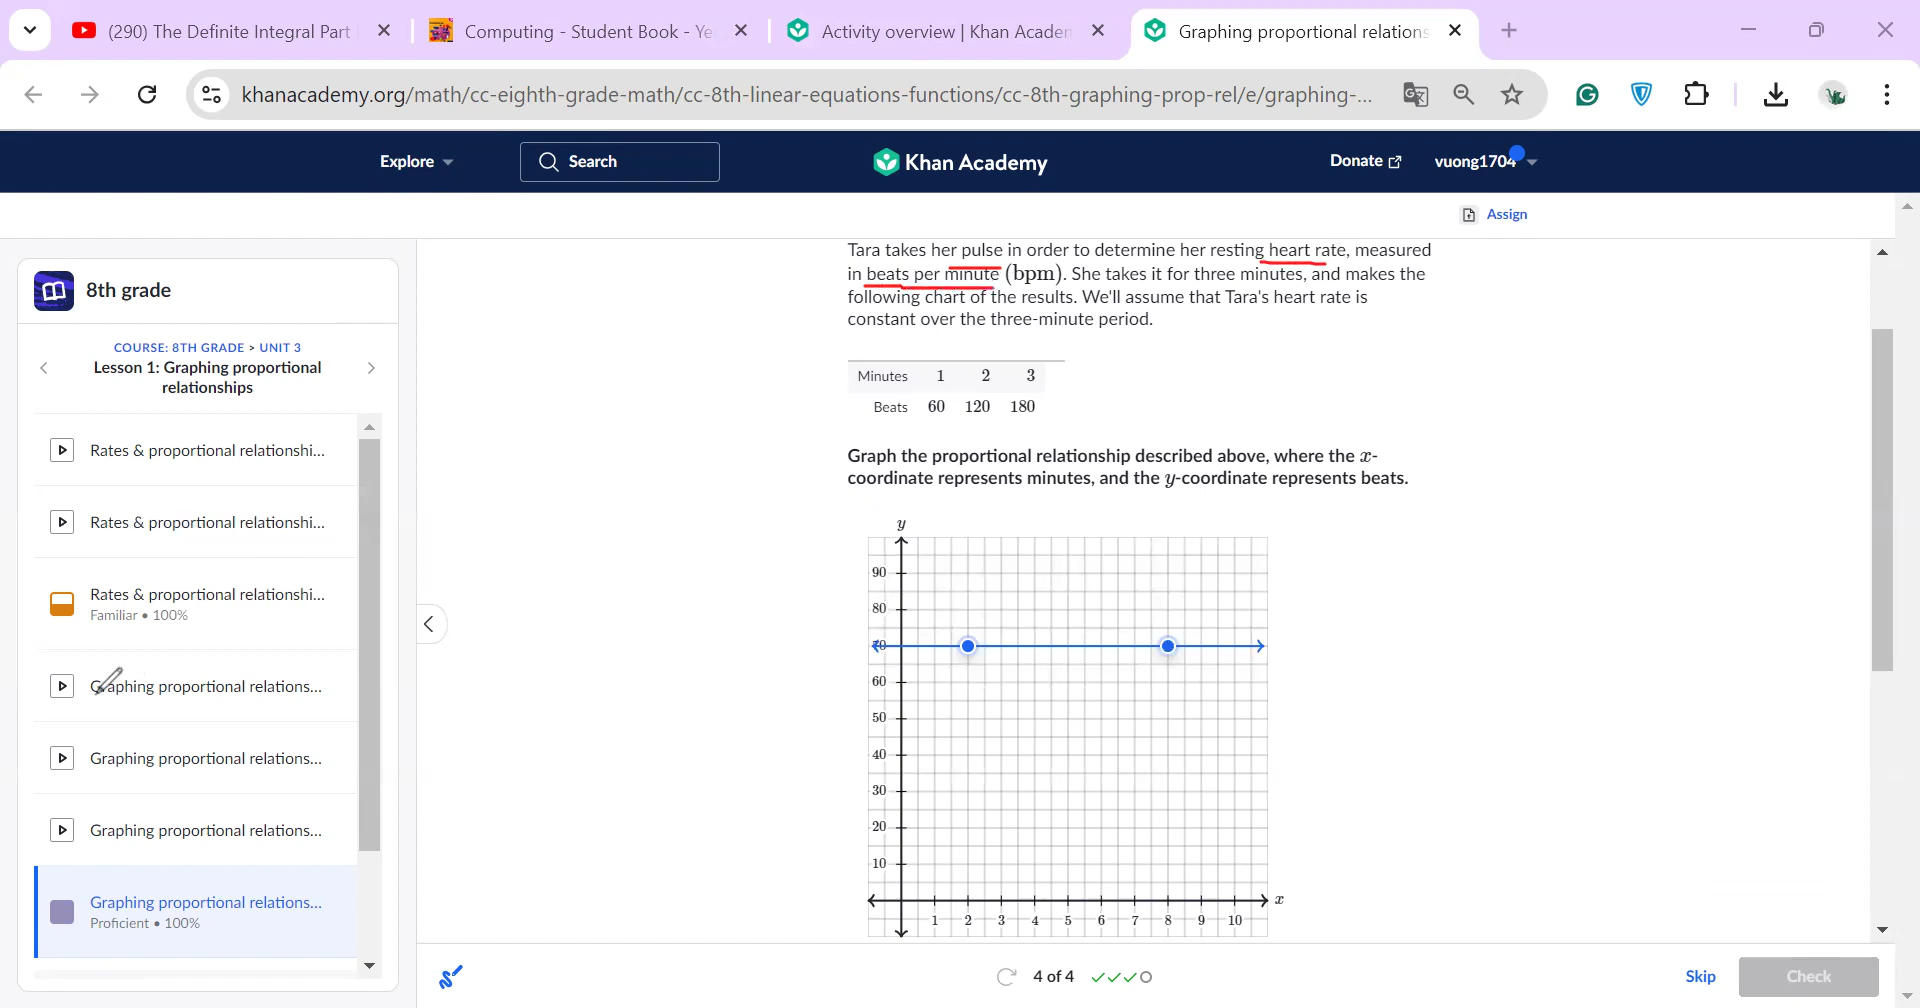 (290) The Definite Integral Part
Computing - Student Book - Ye
Activity overview | Khan Academ
Graphing proportional relations
khanacademy.org/math/cc-eighth-grade-math/cc-8th-linear-equations-functions/cc-8th-graphing-prop-rel/e/graphing-...
Explore
Search
Khan Academy
Donate
vuong1704
Assign
8th grade
COURSE: 8TH GRADE > UNIT 3
Lesson 1: Graphing proportional
relationships
Rates & proportional relationshi...
Rates & proportional relationshi...
Rates & proportional relationshi...
Familiar • 100%
Graphing proportional relations...
Graphing proportional relations...
Graphing proportional relations...
Graphing proportional relations...
Proficient • 100%
Tara takes her pulse in order to determine her resting heart rate, measured
in beats per minute (bpm). She takes it for three minutes, and makes the
following chart of the results. We'll assume that Tara's heart rate is
constant over the three-minute period.
Minutes 1 2 3
Beats 60 120 180
Graph the proportional relationship described above, where the x-
coordinate represents minutes, and the y-coordinate represents beats.
y
90
80
70
60
50
40
30
20
10
x
1 2 3 4 5 6 7 8 9 10
4 of 4
Skip
Check